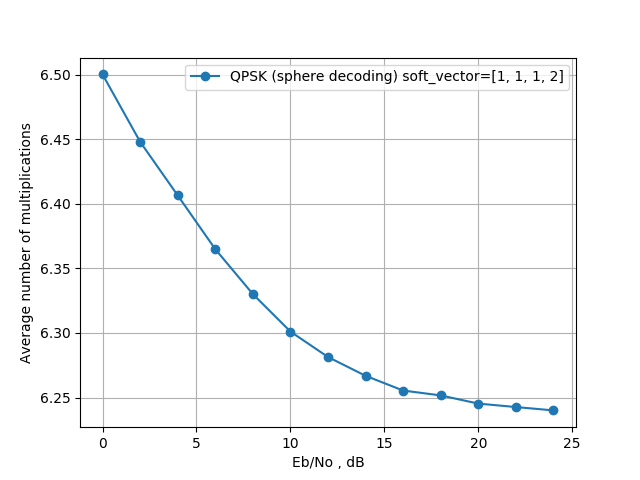 QPSK (sphere decoding) soft_vector=[1, 1, 1, 2]
6.50
6.45
6.40
6.35
6.30
6.25
Average number of multiplications
0 5 10 15 20 25
Eb/No , dB